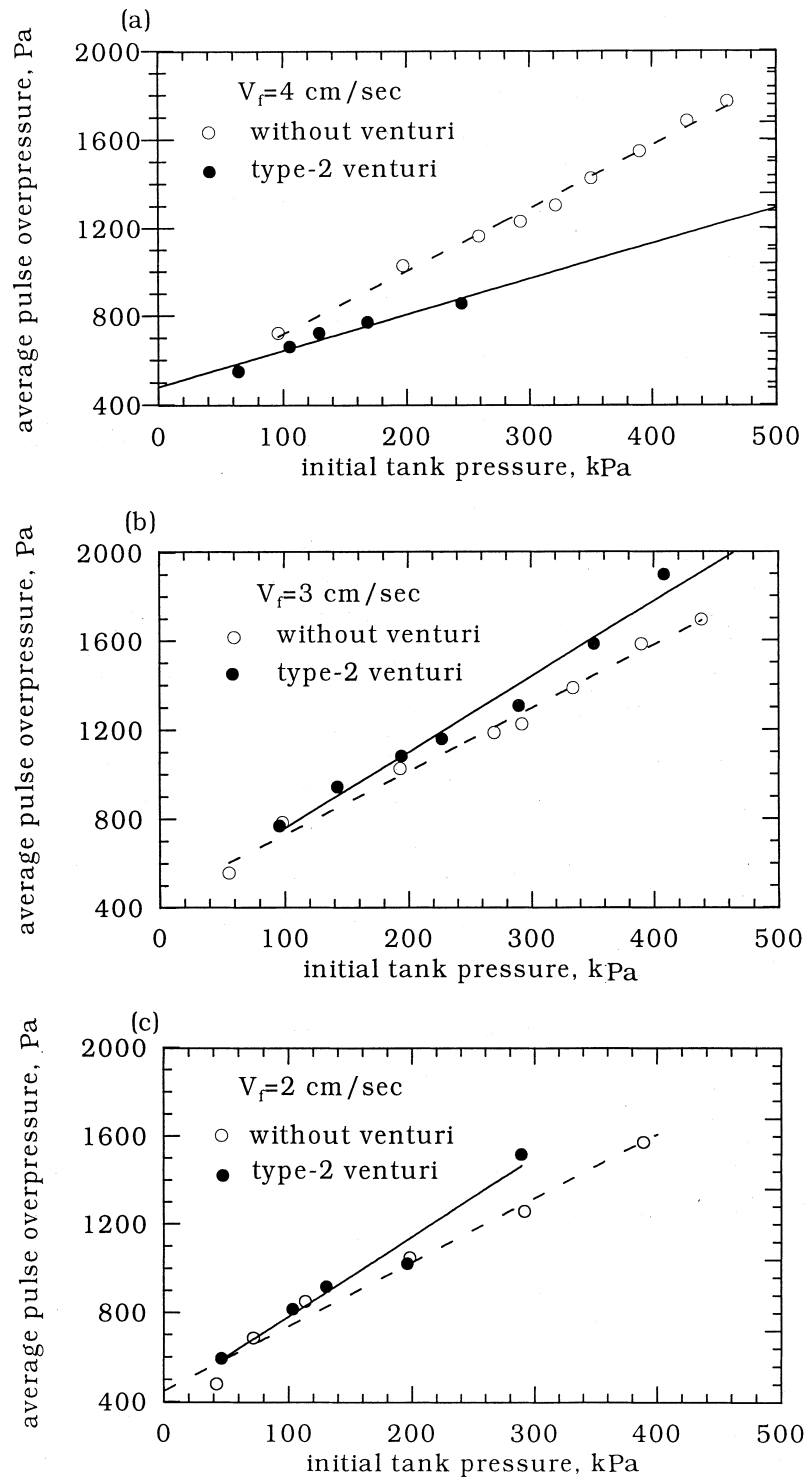 (a)
average pulse overpressure, Pa
2000
1600
1200
800
400
V_f=4 cm/sec
without venturi
type-2 venturi
0 100 200 300 400 500
initial tank pressure, kPa
(b)
average pulse overpressure, Pa
2000
1600
1200
800
400
V_f=3 cm/sec
without venturi
type-2 venturi
0 100 200 300 400 500
initial tank pressure, kPa
(c)
average pulse overpressure, Pa
2000
1600
1200
800
400
V_f=2 cm/sec
without venturi
type-2 venturi
0 100 200 300 400 500
initial tank pressure, kPa